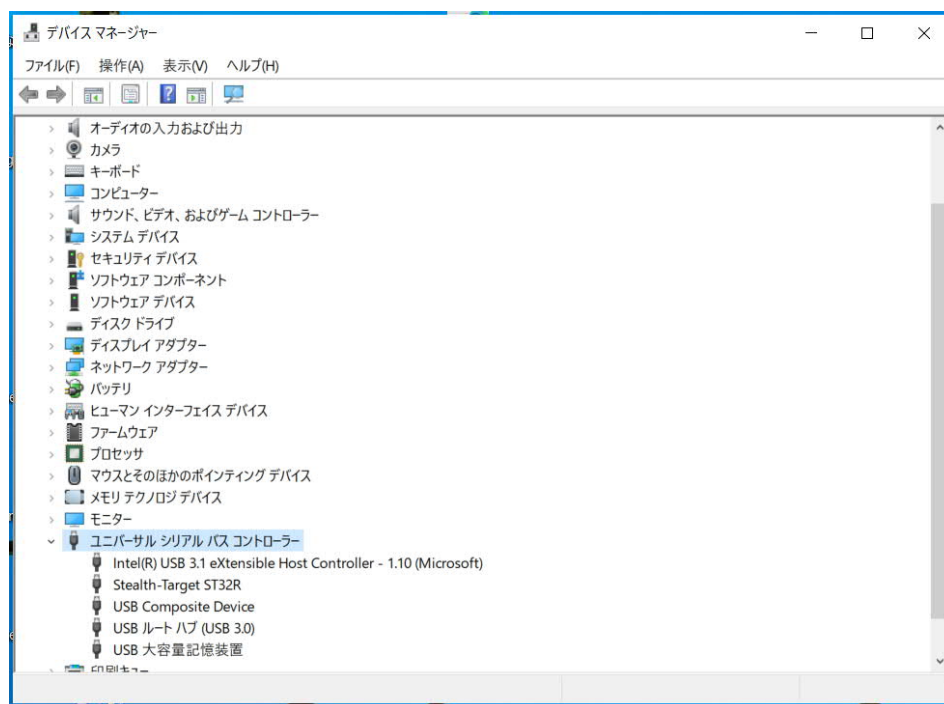 デバイス マネージャー
ファイル(F) 操作(A) 表示(V) ヘルプ(H)
オーディオの入力および出力
カメラ
キーボード
コンピューター
サウンド、ビデオ、およびゲーム コントローラー
システム デバイス
セキュリティ デバイス
ソフトウェア コンポーネント
ソフトウェア デバイス
ディスク ドライブ
ディスプレイ アダプター
ネットワーク アダプター
バッテリ
ヒューマン インターフェイス デバイス
ファームウェア
プロセッサ
マウスとそのほかのポインティング デバイス
メモリ テクノロジ デバイス
モニター
ユニバーサル シリアル バス コントローラー
Intel(R) USB 3.1 eXtensible Host Controller - 1.10 (Microsoft)
Stealth-Target ST32R
USB Composite Device
USB ルート ハブ (USB 3.0)
USB 大容量記憶装置
印刷キュー